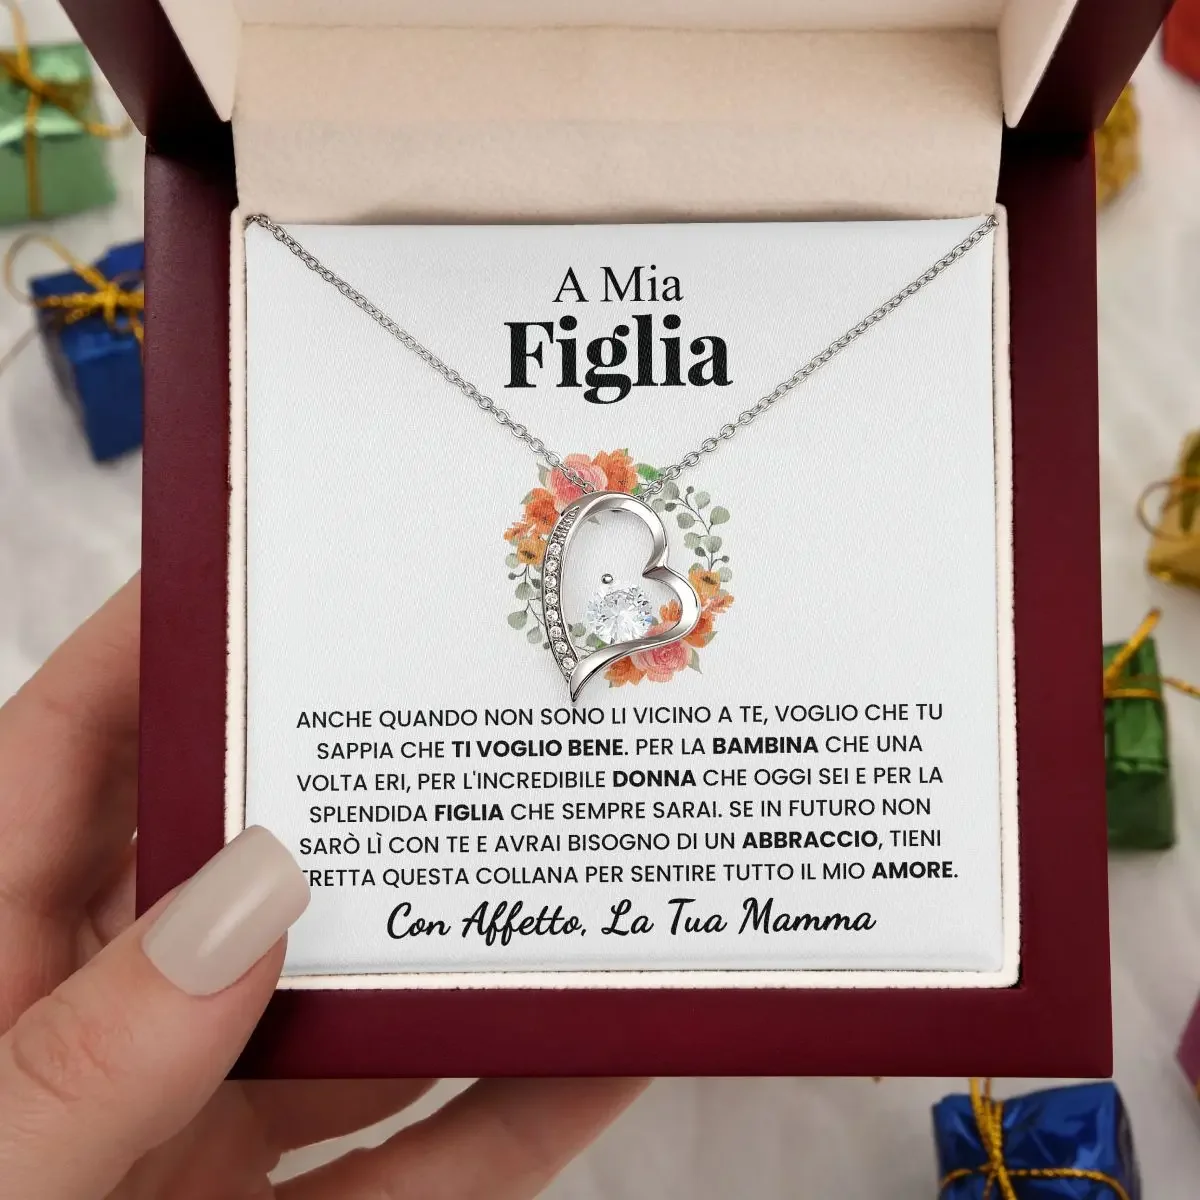 A Mia
Figlia
ANCHE QUANDO NON SONO LI VICINO A TE, VOGLIO CHE TU
SAPPIA CHE TI VOGLIO BENE. PER LA BAMBINA CHE UNA
VOLTA ERI, PER L'INCREDIBILE DONNA CHE OGGI SEI E PER LA
SPLENDIDA FIGLIA CHE SEMPRE SARAI. SE IN FUTURO NON
SARÒ LÌ CON TE E AVRAI BISOGNO DI UN ABBRACCIO, TIENI
TRETTA QUESTA COLLANA PER SENTIRE TUTTO IL MIO AMORE.
Con Affetto, La Tua Mamma